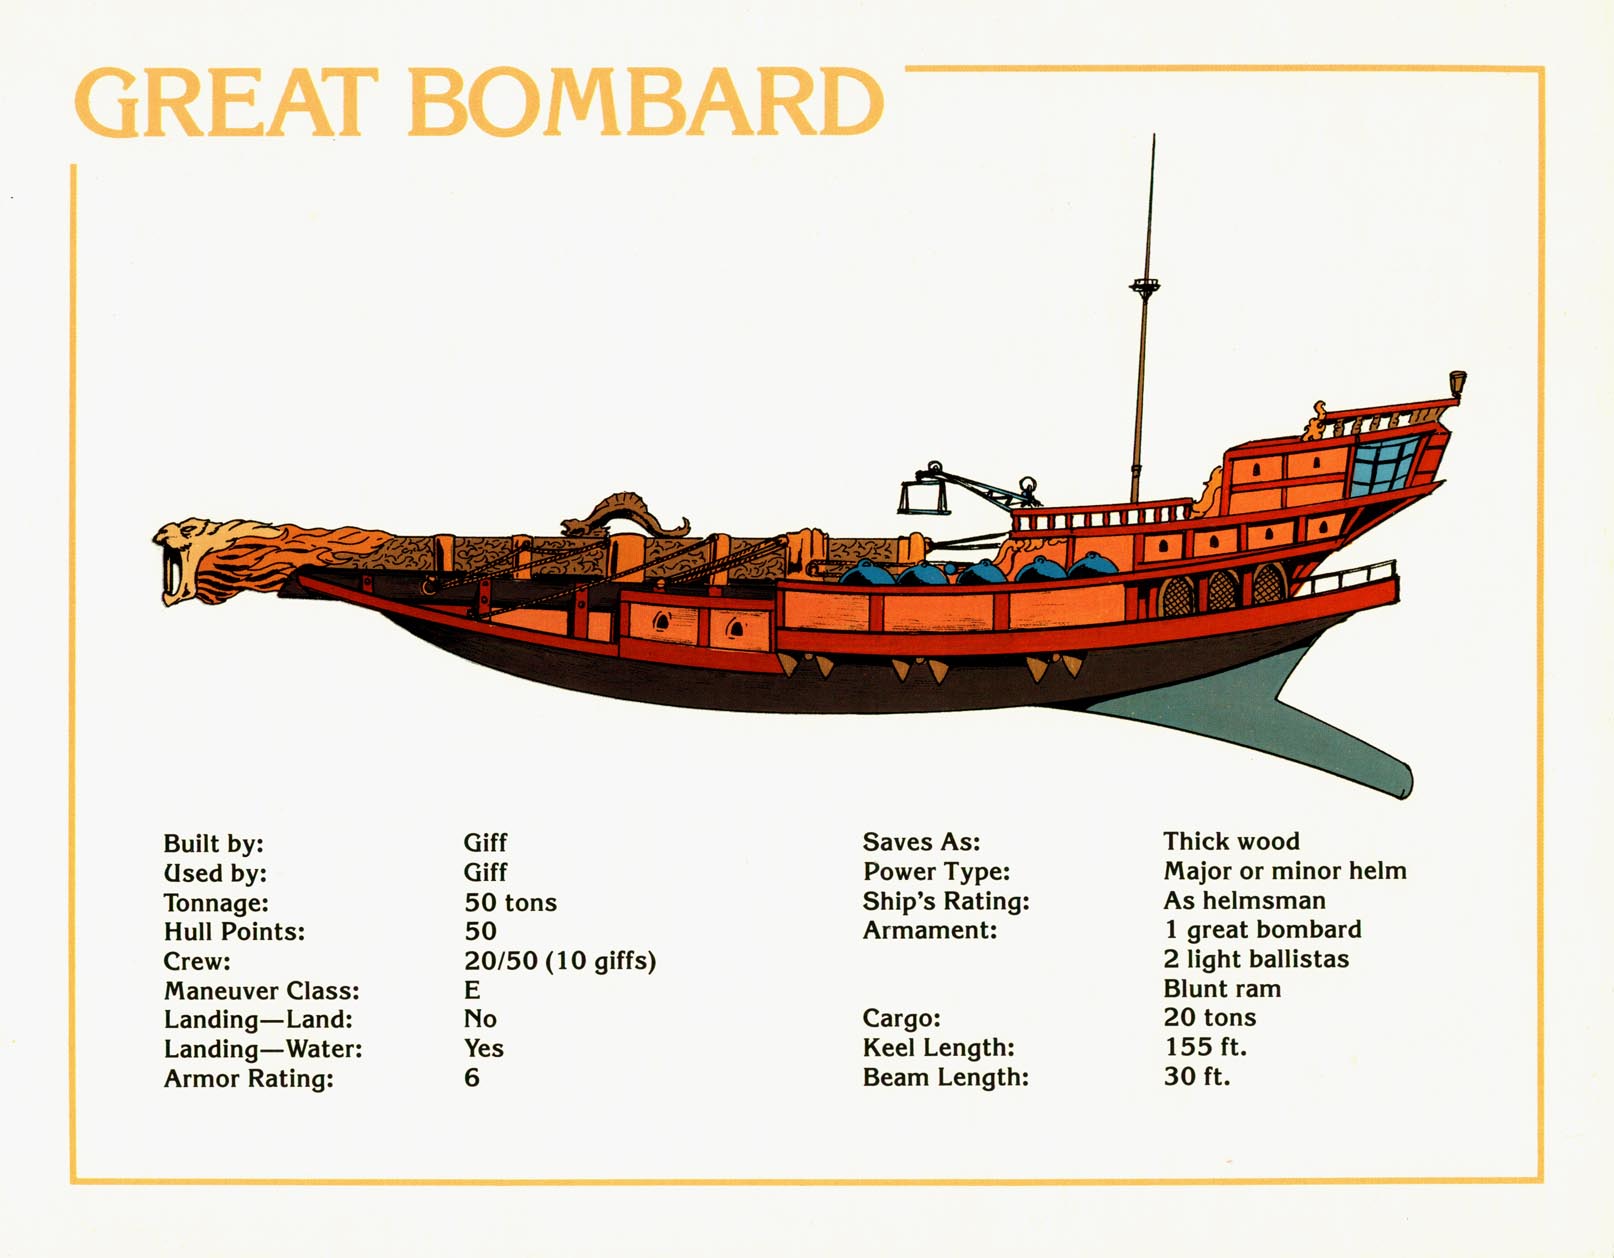 GREAT BOMBARD
Built by: Giff
Used by: Giff
Tonnage: 50 tons
Hull Points: 50
Crew: 20/50 (10 giffs)
Maneuver Class: E
Landing—Land: No
Landing—Water: Yes
Armor Rating: 6
Saves As: Thick wood
Power Type: Major or minor helm
Ship's Rating: As helmsman
Armament: 1 great bombard
2 light ballistas
Blunt ram
Cargo: 20 tons
Keel Length: 155 ft.
Beam Length: 30 ft.